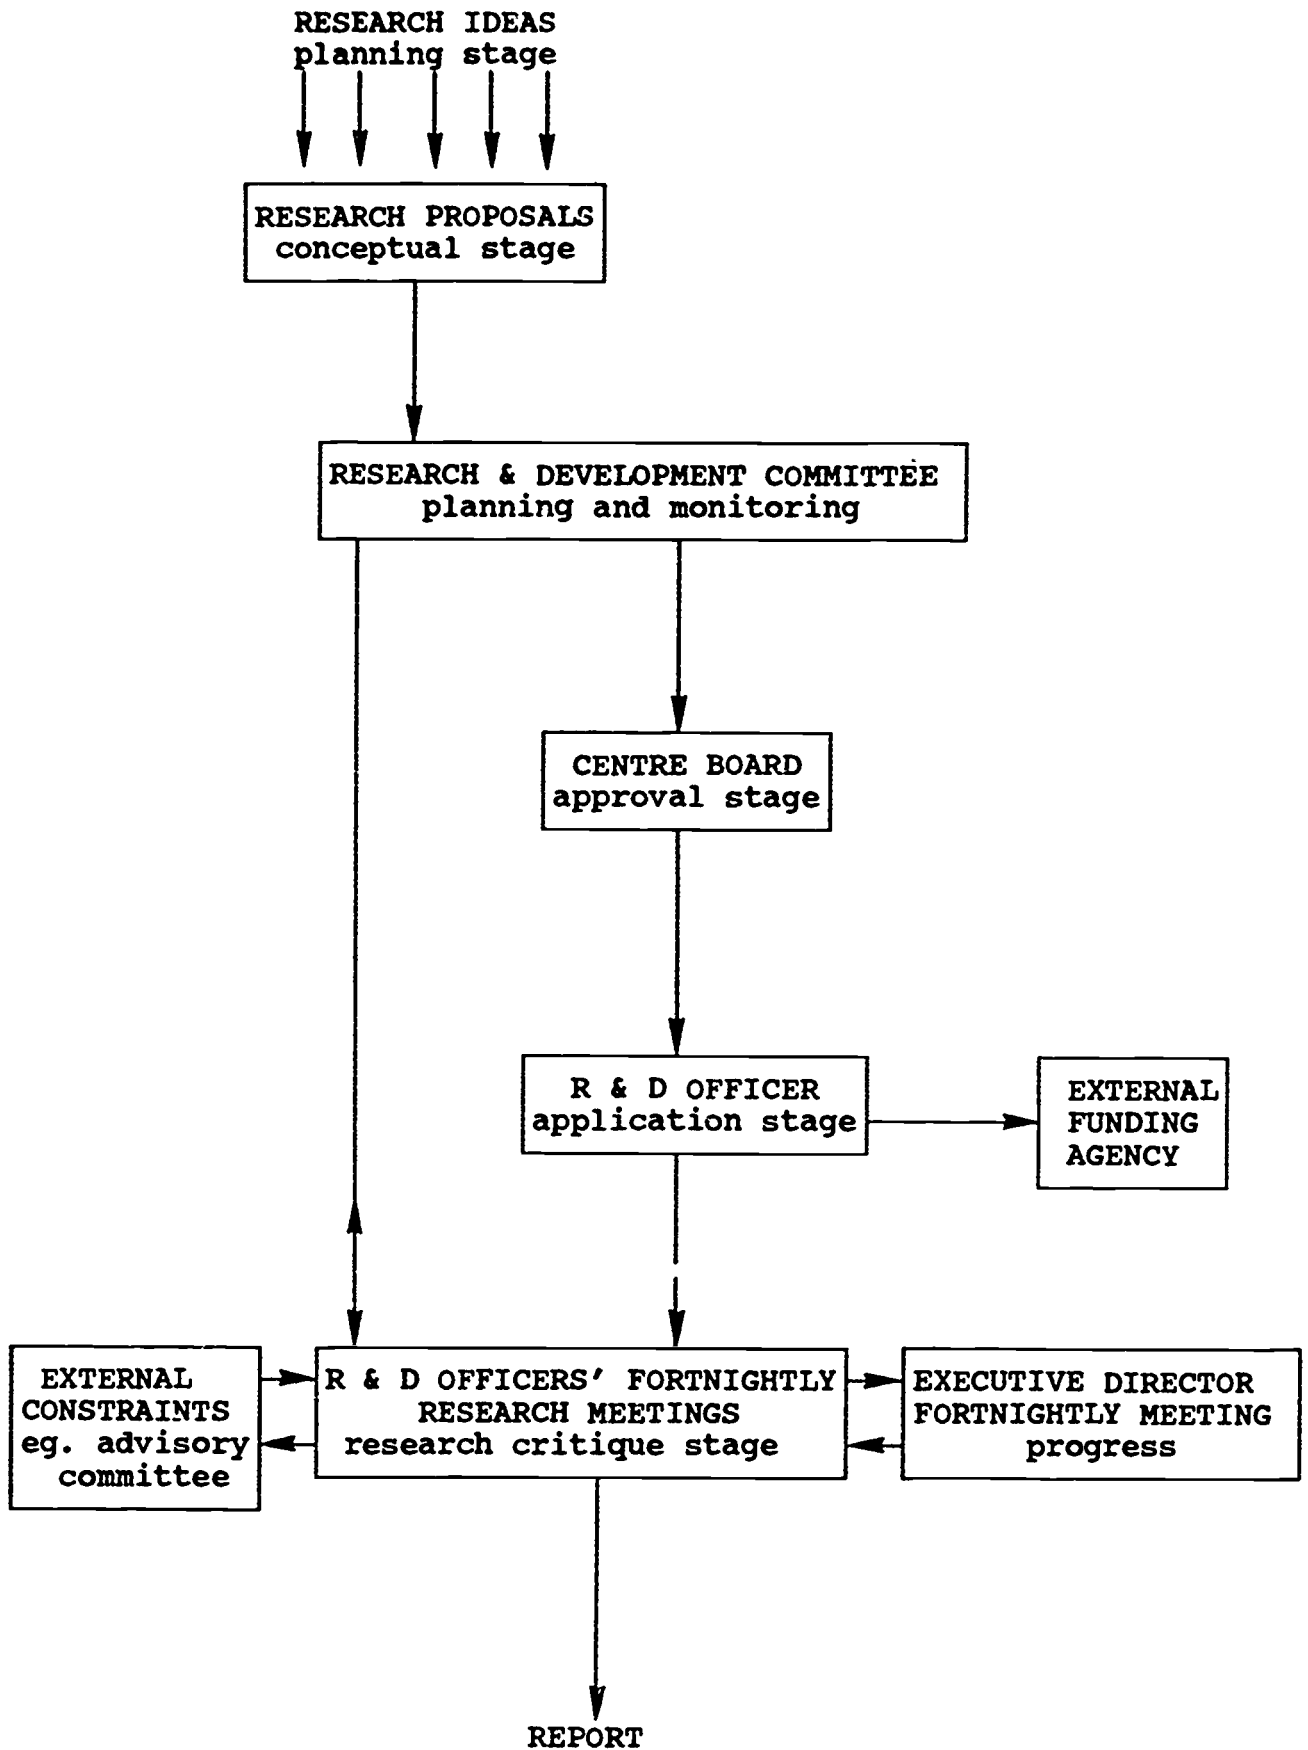 RESEARCH IDEAS
planning stage
RESEARCH PROPOSALS
conceptual stage
RESEARCH & DEVELOPMENT COMMITTEE
planning and monitoring
CENTRE BOARD
approval stage
R & D OFFICER
application stage
EXTERNAL
FUNDING
AGENCY
EXTERNAL
CONSTRAINTS
eg. advisory
committee
R & D OFFICERS' FORTNIGHTLY
RESEARCH MEETINGS
research critique stage
EXECUTIVE DIRECTOR
FORTNIGHTLY MEETING
progress
REPORT